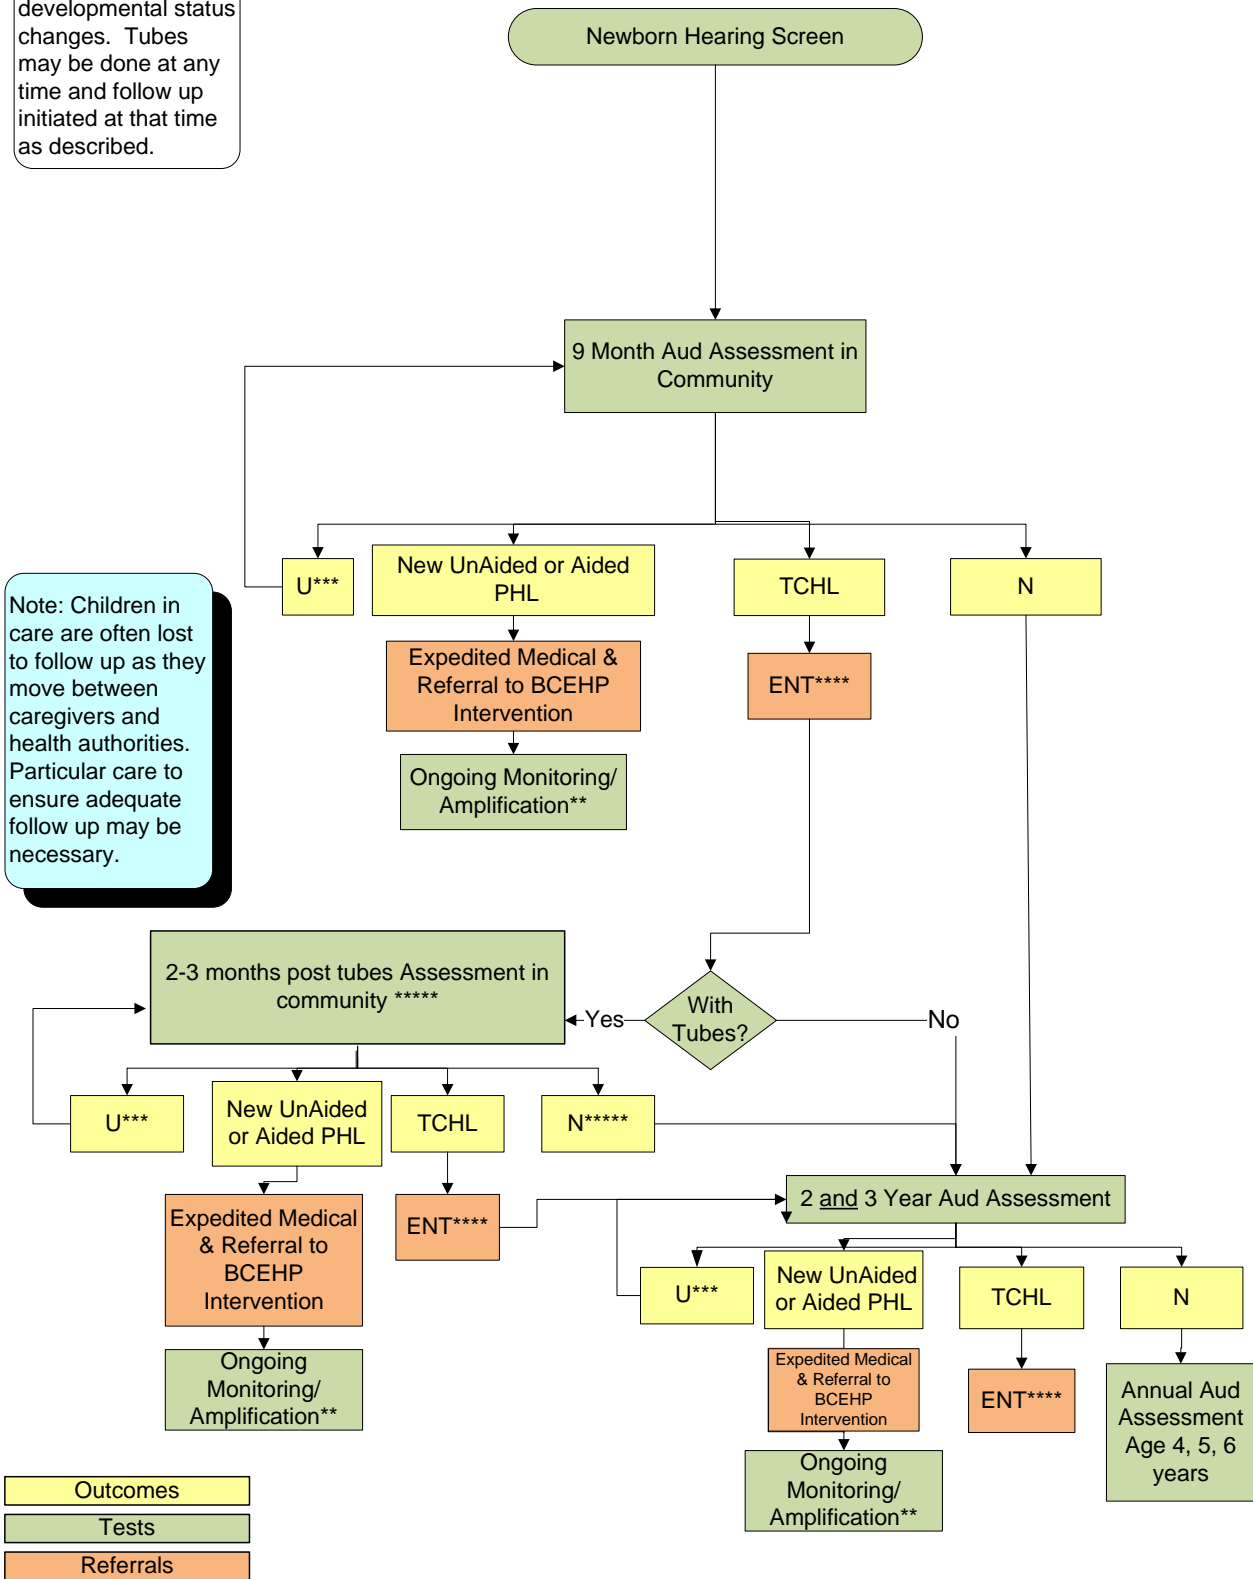 developmental status
changes. Tubes
may be done at any
time and follow up
initiated at that time
as described.
Newborn Hearing Screen
9 Month Aud Assessment in
Community
U***
New UnAided or Aided
PHL
TCHL
N
Note: Children in
care are often lost
to follow up as they
move between
caregivers and
health authorities.
Particular care to
ensure adequate
follow up may be
necessary.
Expedited Medical &
Referral to BCEHP
Intervention
ENT****
Ongoing Monitoring/
Amplification**
2-3 months post tubes Assessment in
community *****
With
Tubes?
Yes
No
U***
New UnAided
or Aided PHL
TCHL
N*****
Expedited Medical
& Referral to
BCEHP
Intervention
ENT****
2 and 3 Year Aud Assessment
U***
New UnAided
or Aided PHL
TCHL
N
Ongoing
Monitoring/
Amplification**
Expedited Medical
& Referral to
BCEHP
Intervention
ENT****
Annual Aud
Assessment
Age 4, 5, 6
years
Ongoing
Monitoring/
Amplification**
Outcomes
Tests
Referrals